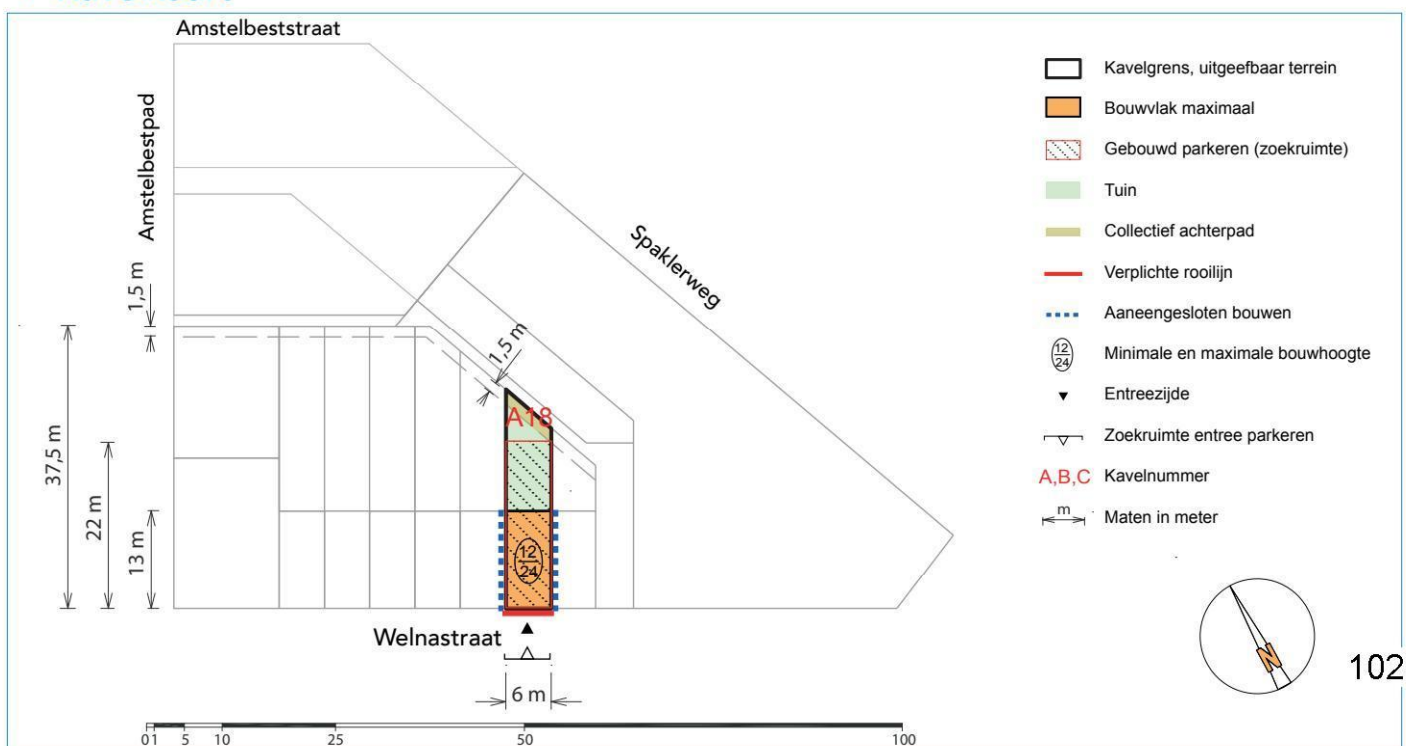 Amstelbeststraat
Amstelbestpad
Spaklerweg
1,5 m
1,5 m
37,5 m
22 m
13 m
A18
12
24
Welnastraat
6 m
01 5 10 25 50 100
Kavelgrens, uitgeefbaar terrein
Bouwvlak maximaal
Gebouwd parkeren (zoekruimte)
Tuin
Collectief achterpad
Verplichte rooilijn
Aaneengesloten bouwen
12
24
Minimale en maximale bouwhoogte
Entreezijde
Zoekruimte entree parkeren
A,B,C Kavelnummer
m Maten in meter
N
102